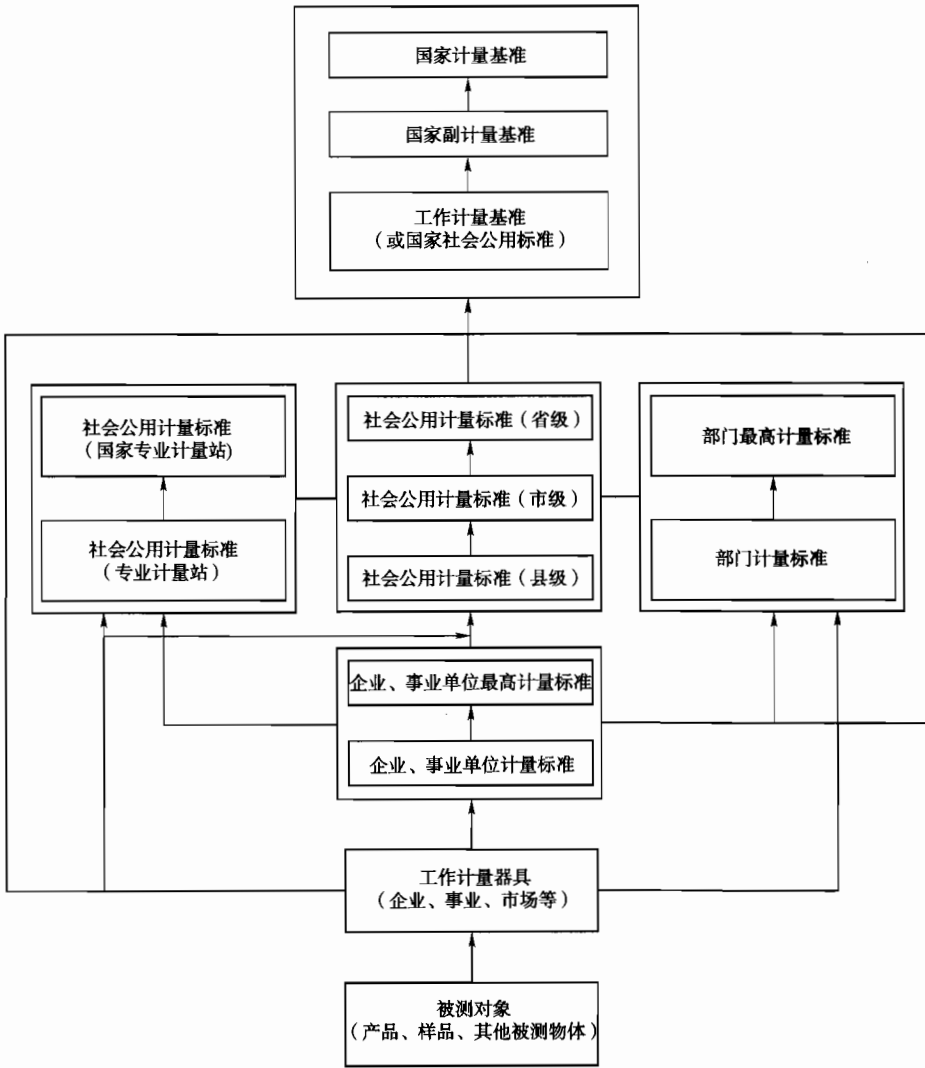 国家计量基准
国家副计量基准
工作计量基准
（或国家社会公用标准）
社会公用计量标准
（国家专业计量站)
社会公用计量标准
（专业计量站）
社会公用计量标准（省级）
社会公用计量标准（市级）
社会公用计量标准（县级）
部门最高计量标准
部门计量标准
企业、事业单位最高计量标准
企业、事业单位计量标准
工作计量器具
（企业、事业、市场等）
被测对象
（产品、样品、其他被测物体）